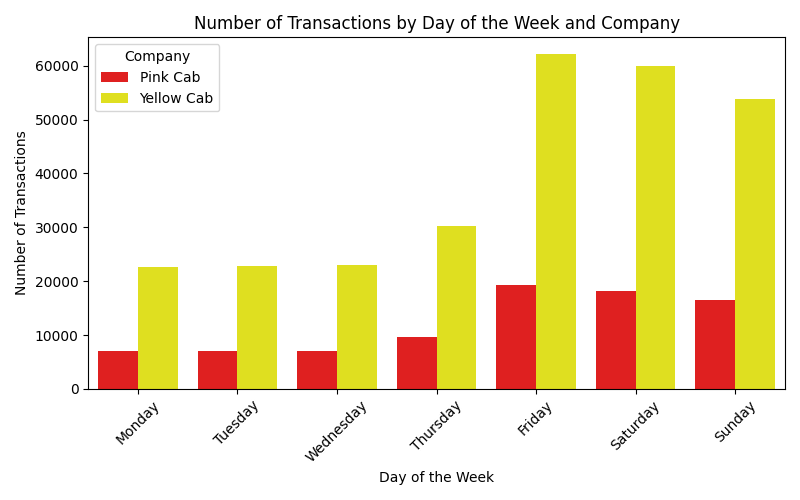 Number of Transactions by Day of the Week and Company
Company
Pink Cab
Yellow Cab
Number of Transactions
60000
50000
40000
30000
20000
10000
0
Monday
Tuesday
Wednesday
Thursday
Friday
Saturday
Sunday
Day of the Week